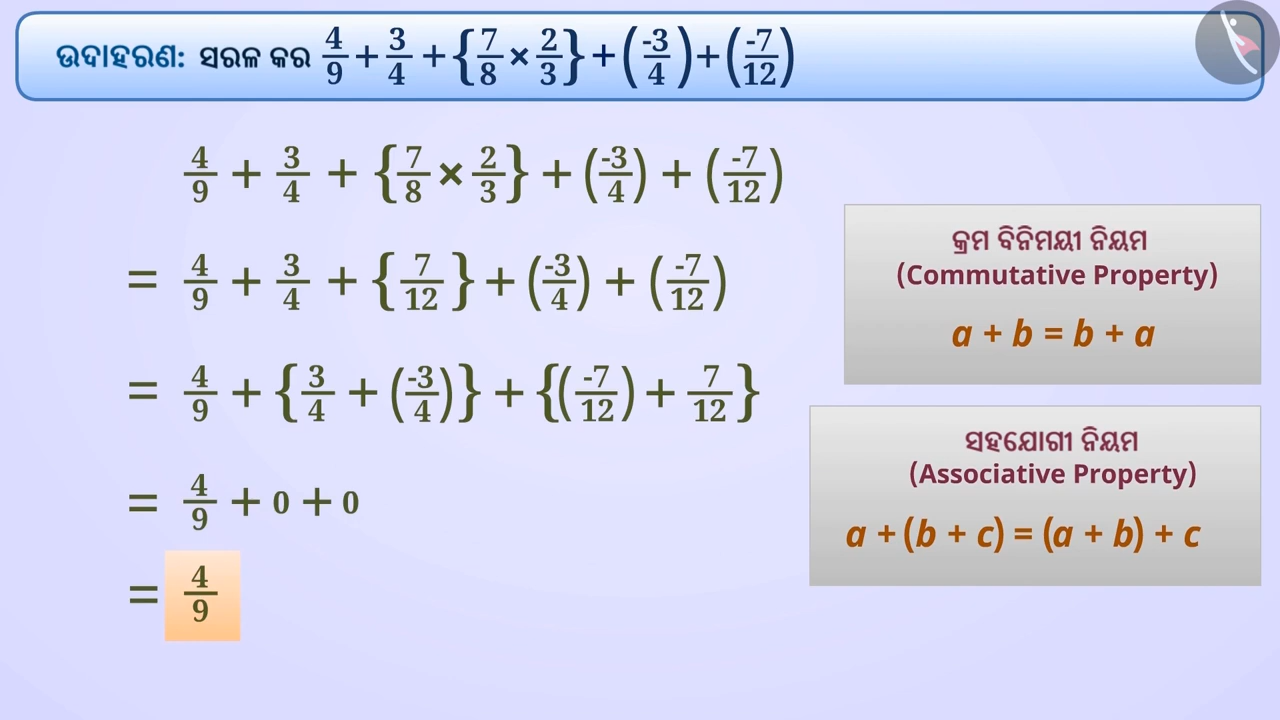 ଉଦାହରଣ: ସରଳ କର 4/9 + 3/4 + {7/8 × 2/3} + (-3/4) + (-7/12)
4/9 + 3/4 + {7/8 × 2/3} + (-3/4) + (-7/12)
= 4/9 + 3/4 + {7/12} + (-3/4) + (-7/12)
= 4/9 + {3/4 + (-3/4)} + {(-7/12) + 7/12}
= 4/9 + 0 + 0
= 4/9
କ୍ରମ ବିନିମୟୀ ନିୟମ
(Commutative Property)
a + b = b + a
ସହଯୋଗୀ ନିୟମ
(Associative Property)
a + (b + c) = (a + b) + c